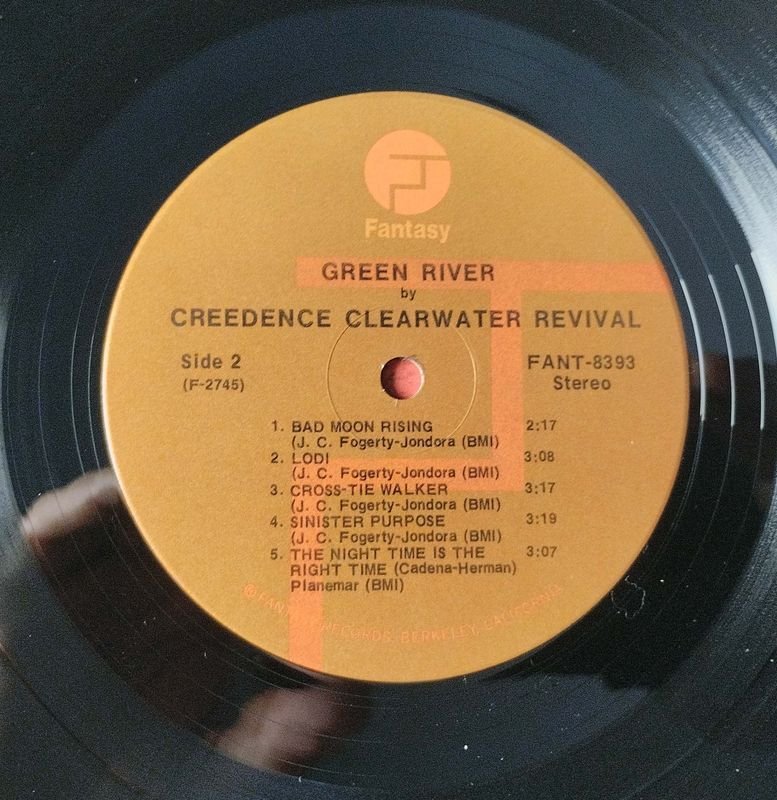 Fantasy
GREEN RIVER
by
CREEDENCE CLEARWATER REVIVAL
Side 2
(F-2745)
FANT-8393
Stereo
1. BAD MOON RISING 2:17
(J. C. Fogerty-Jondora (BMI)
2. LODI 3:08
(J. C. Fogerty-Jondora (BMI)
3. CROSS-TIE WALKER 3:17
(J. C. Fogerty-Jondora (BMI)
4. SINISTER PURPOSE 3:19
(J. C. Fogerty-Jondora (BMI)
5. THE NIGHT TIME IS THE 3:07
RIGHT TIME (Cadena-Herman)
Planemar (BMI)
FANTASY RECORDS, BERKELEY, CALIFORNIA